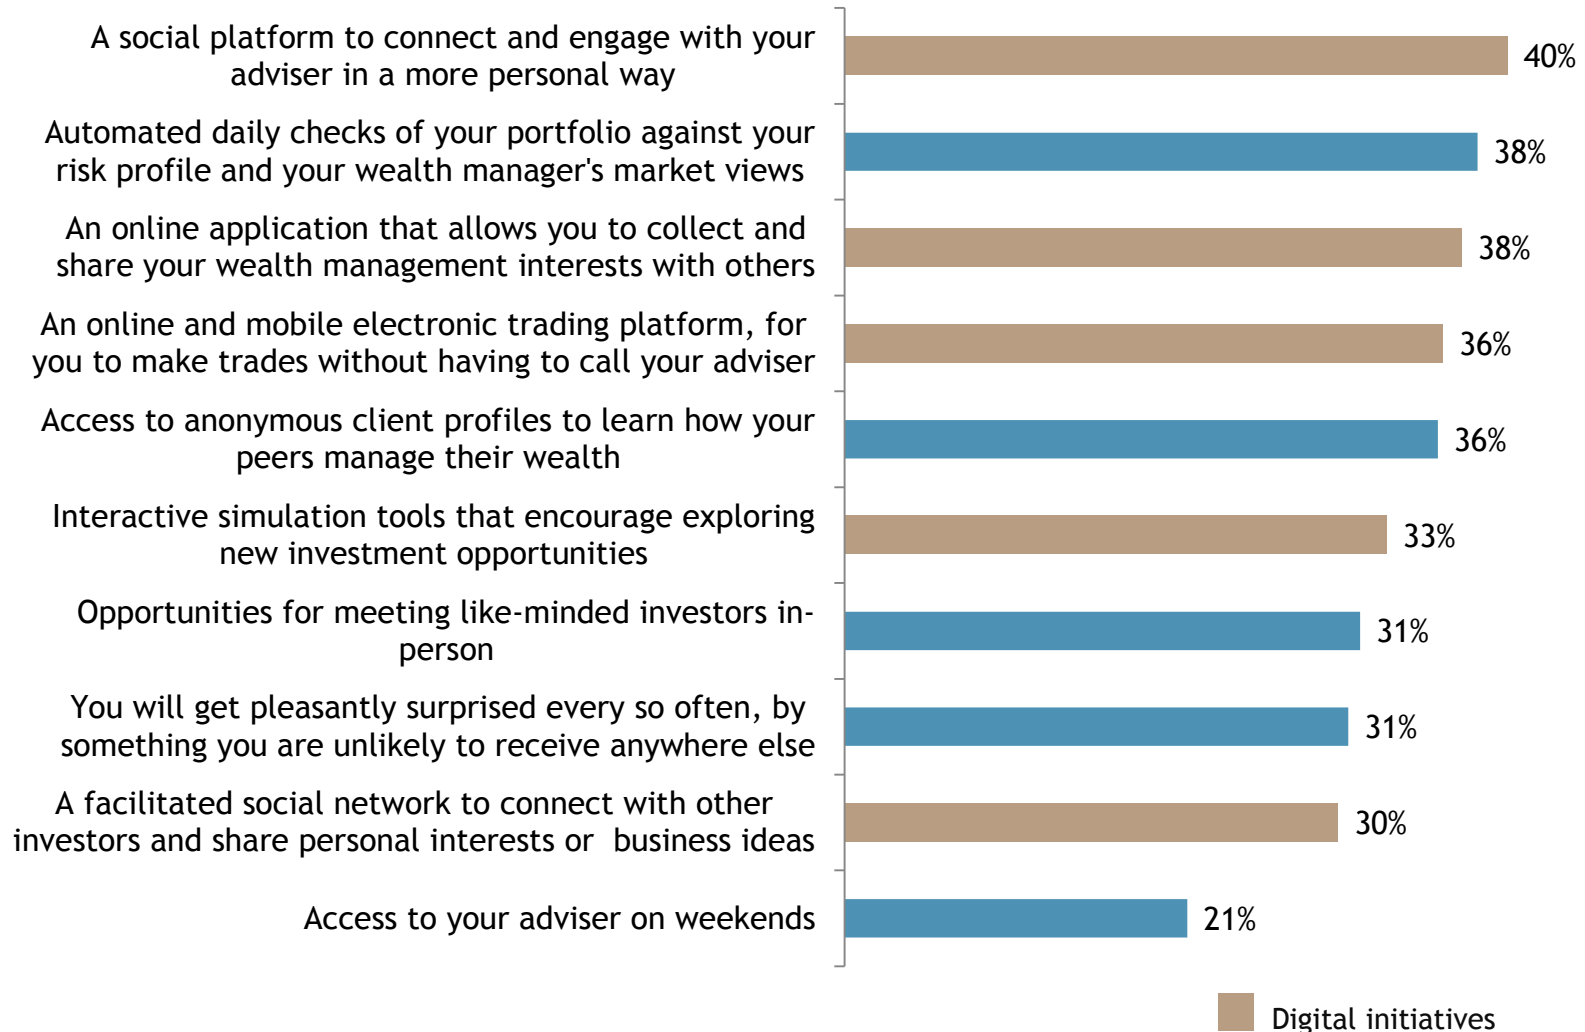 A social platform to connect and engage with your
adviser in a more personal way
40%
Automated daily checks of your portfolio against your
risk profile and your wealth manager's market views
38%
An online application that allows you to collect and
share your wealth management interests with others
38%
An online and mobile electronic trading platform, for
you to make trades without having to call your adviser
36%
Access to anonymous client profiles to learn how your
peers manage their wealth
36%
Interactive simulation tools that encourage exploring
new investment opportunities
33%
Opportunities for meeting like-minded investors in-
person
31%
You will get pleasantly surprised every so often, by
something you are unlikely to receive anywhere else
31%
A facilitated social network to connect with other
investors and share personal interests or  business ideas
30%
Access to your adviser on weekends
21%
Digital initiatives